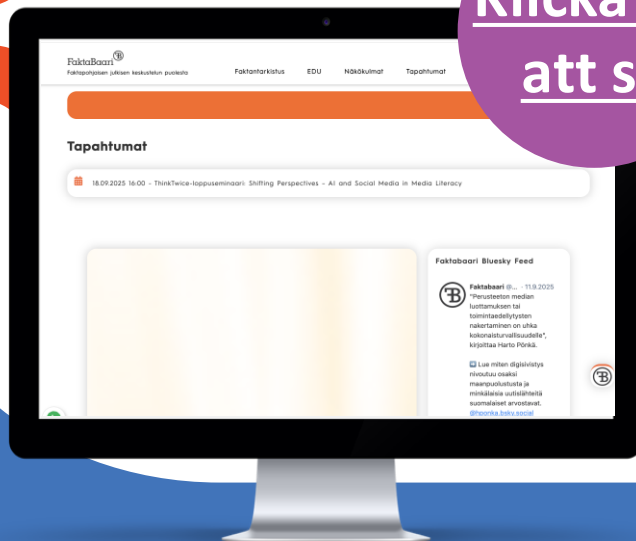 Klicka
att s
FaktaBaari
Faktapohjaisen julkisen keskustelun puolesta
Faktantarkistus EDU Näkökulmat Tapahtumat
Tapahtumat
18.09.2025 16:00 - ThinkTwice-loppuseminaari: Shifting Perspectives - AI and Social Media in Media Literacy
Faktabaari Bluesky Feed
Faktabaari @... · 11.9.2025
"Perusteeton median
luottamuksen tai
toimintaedellytysten
nakertaminen on uhka
kokonaisturvallisuudelle",
kirjoittaa Harto Pönkä.
Lue miten digisivistys
nivoutuu osaksi
maanpuolustusta ja
minkälaisia uutislähteitä
suomalaiset arvostavat.
@hponka.bsky.social